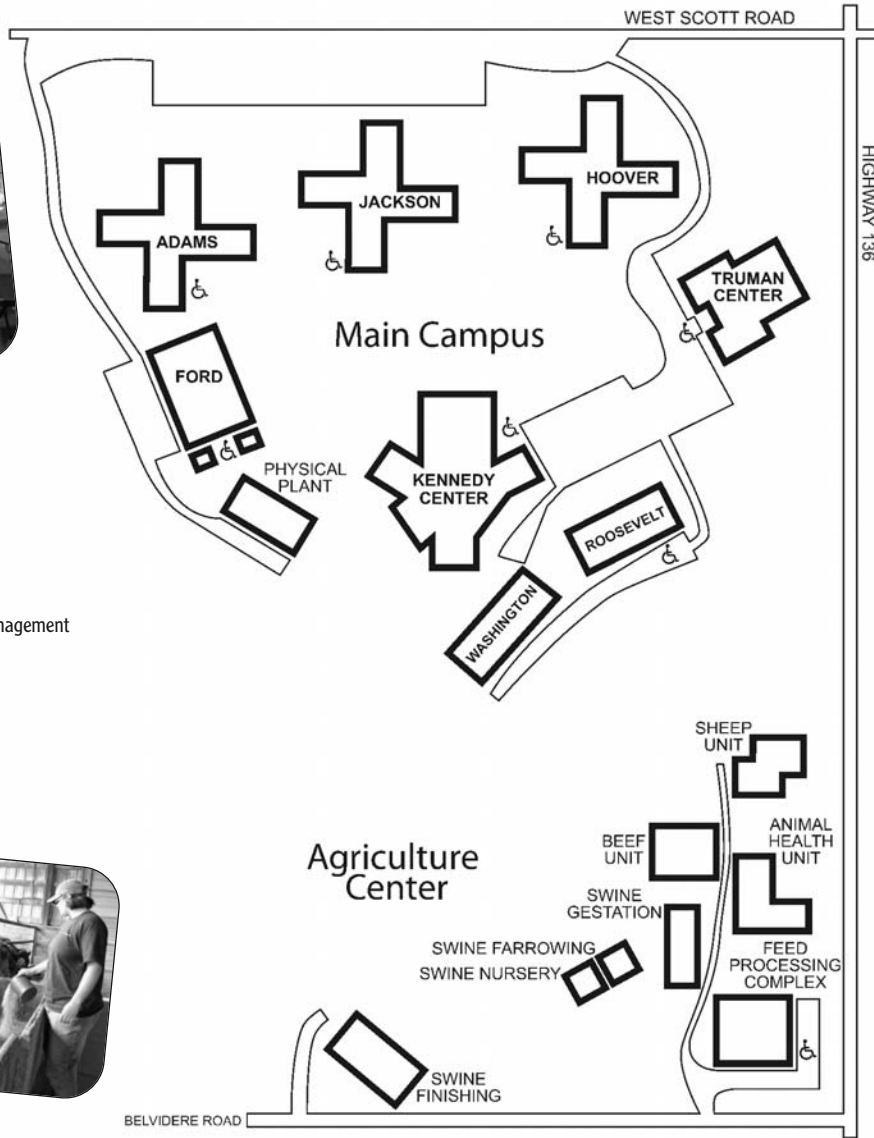 WEST SCOTT ROAD
HIGHWAY 136
HOOVER
JACKSON
ADAMS
TRUMAN
CENTER
Main Campus
FORD
PHYSICAL
PLANT
KENNEDY
CENTER
ROOSEVELT
WASHINGTON
SHEEP
UNIT
BEEF
UNIT
ANIMAL
HEALTH
UNIT
Agriculture
Center
SWINE
GESTATION
SWINE FARROWING
SWINE NURSERY
FEED
PROCESSING
COMPLEX
SWINE
FINISHING
BELVIDERE ROAD